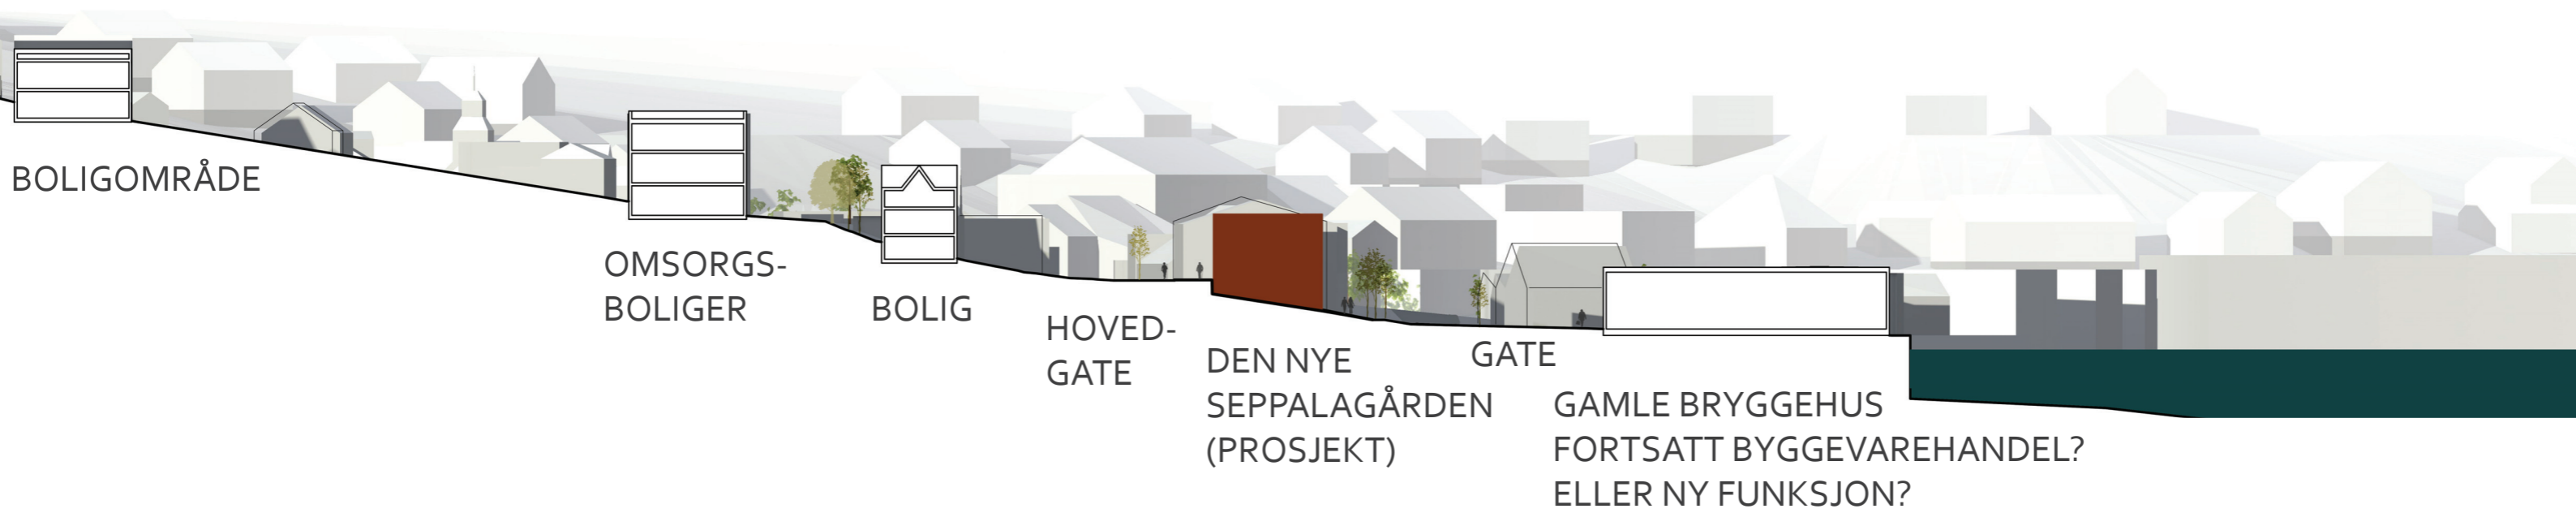 BOLIGOMRÅDE
OMSORGS-
BOLIGER
BOLIG
HOVED-
GATE
DEN NYE
SEPPALAGÅRDEN
(PROSJEKT)
GATE
GAMLE BRYGGEHUS
FORTSATT BYGGEVAREHANDEL?
ELLER NY FUNKSJON?